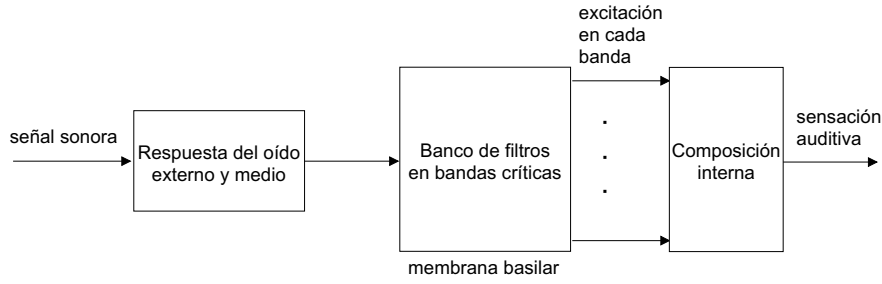 señal sonora
Respuesta del oído
externo y medio
Banco de filtros
en bandas críticas
membrana basilar
excitación
en cada
banda
Composición
interna
sensación
auditiva